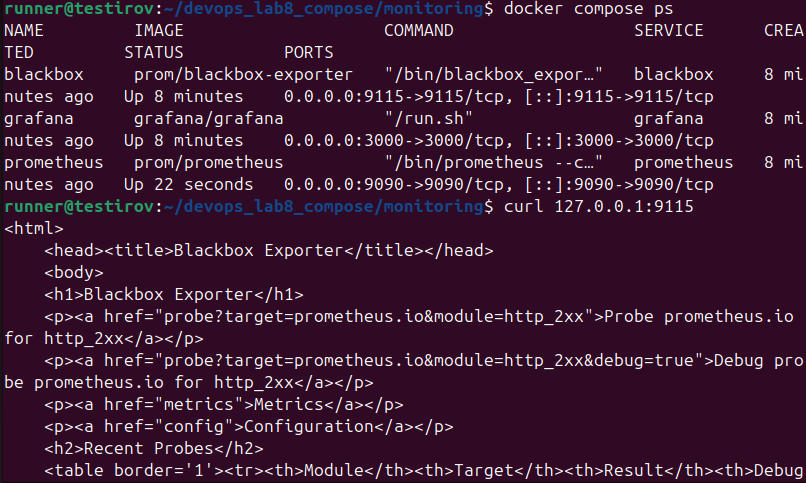 runner@testirov:~/devops_lab8_compose/monitoring$ docker compose ps
NAME         IMAGE                    COMMAND                  SERVICE      CREA
TED          STATUS          PORTS
blackbox     prom/blackbox-exporter   "/bin/blackbox_expor…"   blackbox     8 mi
nutes ago   Up 8 minutes    0.0.0.0:9115->9115/tcp, [::]:9115->9115/tcp
grafana      grafana/grafana          "/run.sh"                grafana      8 mi
nutes ago   Up 8 minutes    0.0.0.0:3000->3000/tcp, [::]:3000->3000/tcp
prometheus   prom/prometheus          "/bin/prometheus --c…"   prometheus   8 mi
nutes ago   Up 22 seconds   0.0.0.0:9090->9090/tcp, [::]:9090->9090/tcp
runner@testirov:~/devops_lab8_compose/monitoring$ curl 127.0.0.1:9115
<html>
    <head><title>Blackbox Exporter</title></head>
    <body>
    <h1>Blackbox Exporter</h1>
    <p><a href="probe?target=prometheus.io&module=http_2xx">Probe prometheus.io
for http_2xx</a></p>
    <p><a href="probe?target=prometheus.io&module=http_2xx&debug=true">Debug pro
be prometheus.io for http_2xx</a></p>
    <p><a href="metrics">Metrics</a></p>
    <p><a href="config">Configuration</a></p>
    <h2>Recent Probes</h2>
    <table border='1'><tr><th>Module</th><th>Target</th><th>Result</th><th>Debug